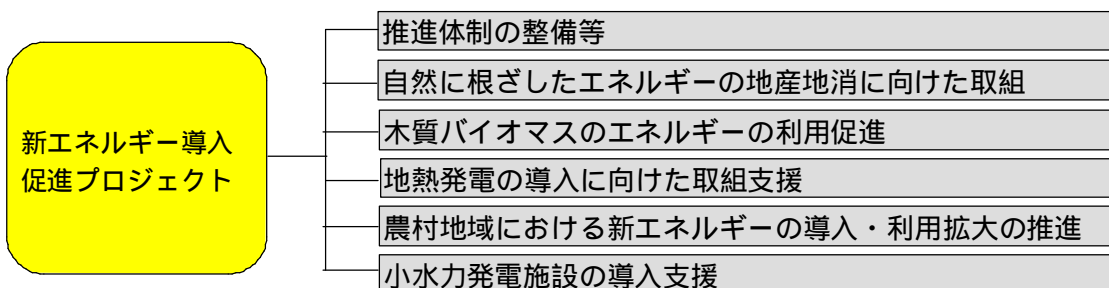 新エネルギー導入
促進プロジェクト
推進体制の整備等
自然に根ざしたエネルギーの地産地消に向けた取組
木質バイオマスのエネルギーの利用促進
地熱発電の導入に向けた取組支援
農村地域における新エネルギーの導入・利用拡大の推進
小水力発電施設の導入支援